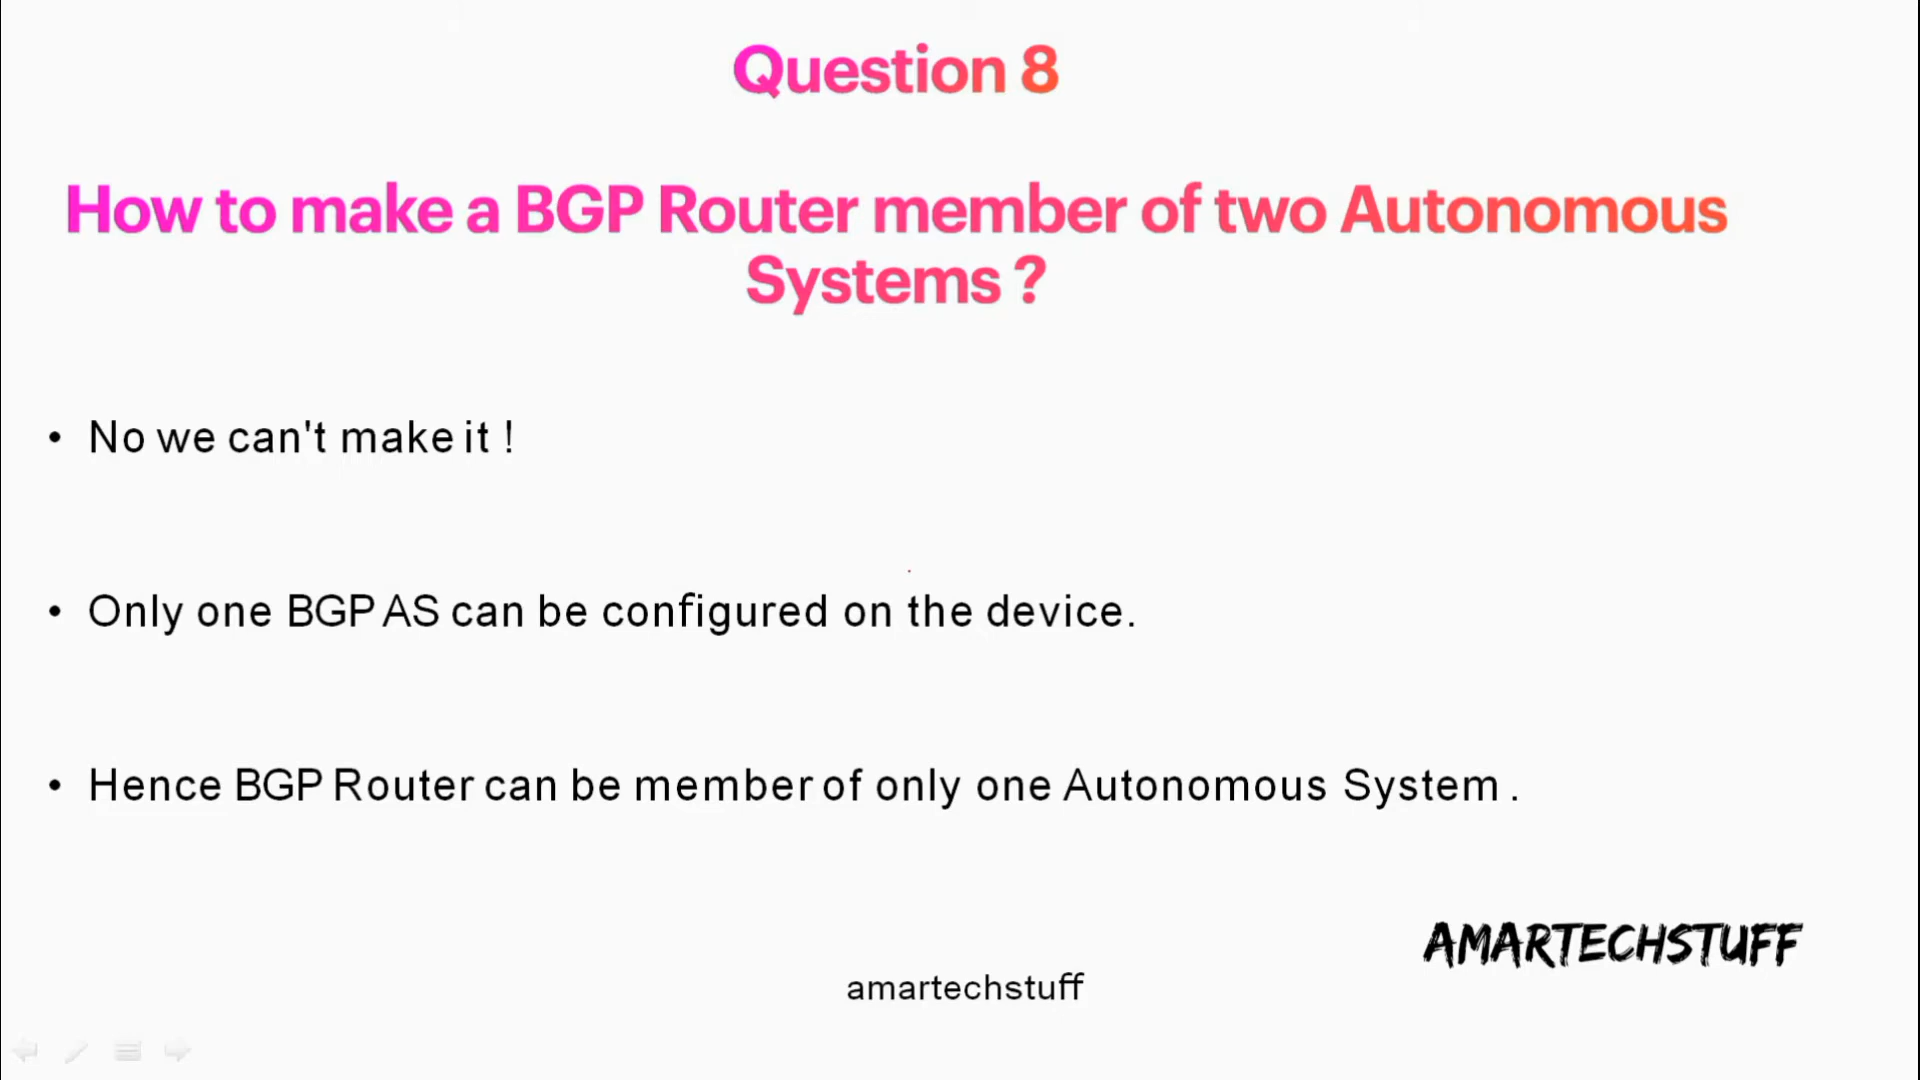 Question 8
How to make a BGP Router member of two Autonomous
Systems ?
• No we can't make it !
• Only one BGP AS can be configured on the device.
• Hence BGP Router can be member of only one Autonomous System .
AMARTECHSTUFF
amartechstuff